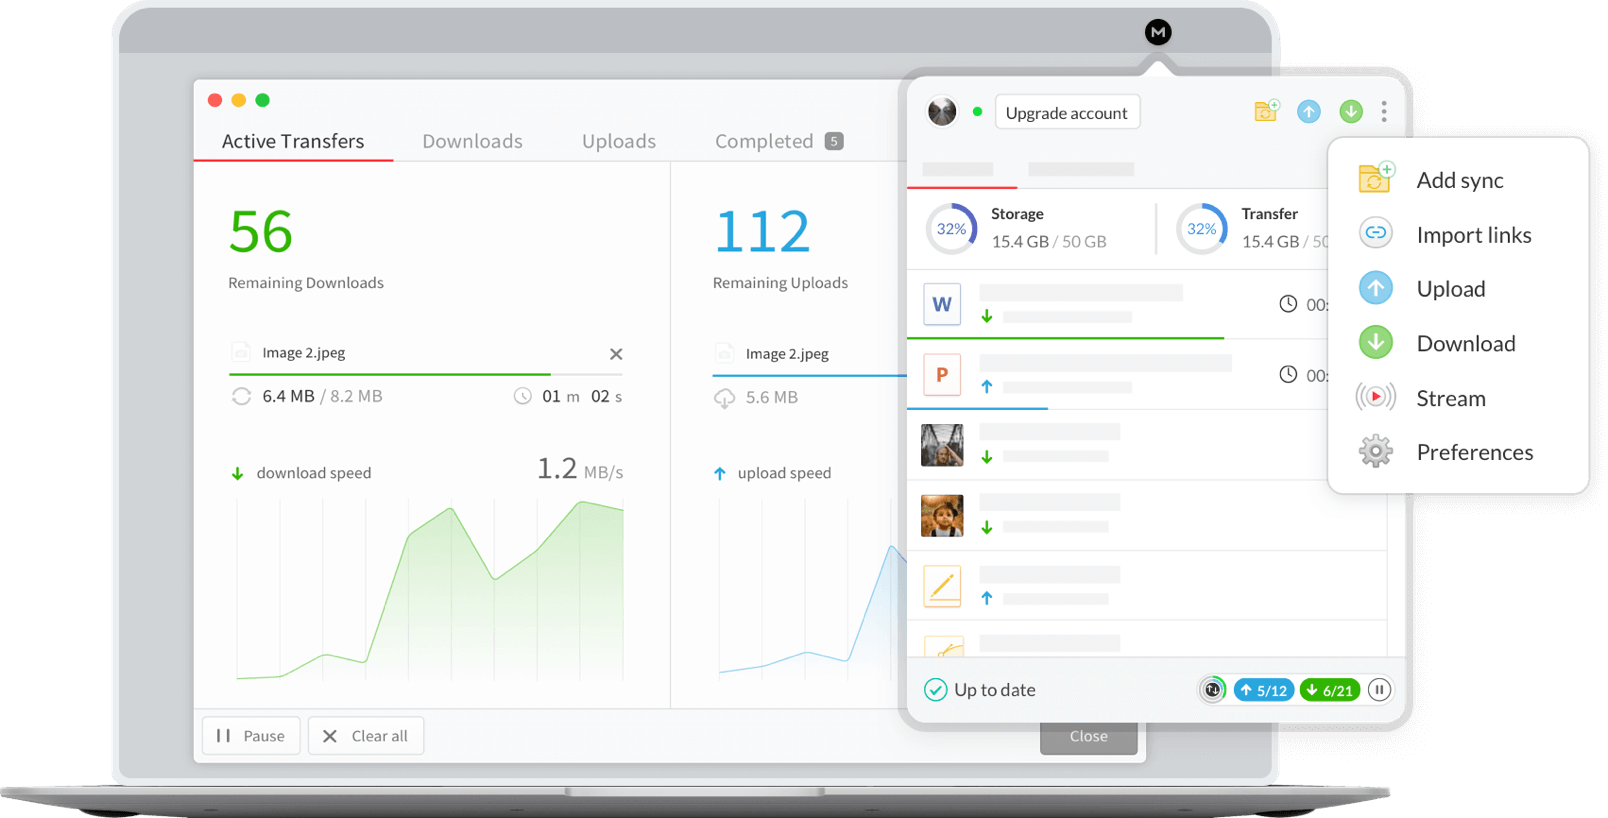 M
Active Transfers
Downloads
Uploads
Completed 5
56
Remaining Downloads
Image 2.jpeg
6.4 MB / 8.2 MB
01 m 02 s
download speed
1.2 MB/s
112
Remaining Uploads
Image 2.jpeg
5.6 MB
upload speed
Pause
Clear all
Close
Upgrade account
32%
Storage
15.4 GB / 50 GB
32%
Transfer
15.4 GB / 50
W
00:
P
00:
Up to date
5/12
6/21
Add sync
Import links
Upload
Download
Stream
Preferences